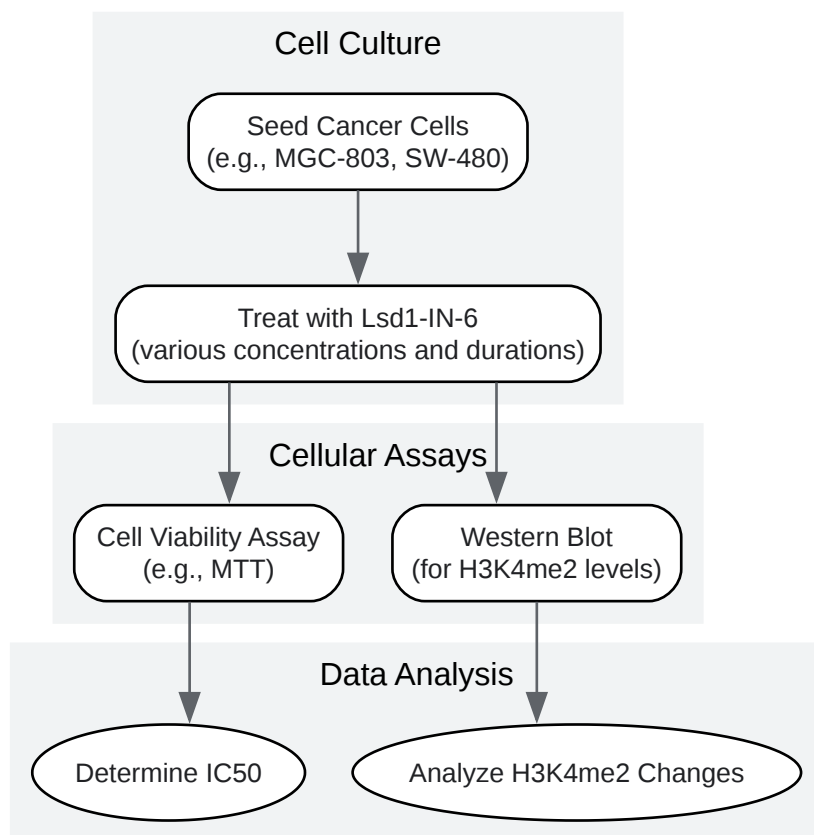 Cell Culture
Seed Cancer Cells
(e.g., MGC-803, SW-480)
Treat with Lsd1-IN-6
(various concentrations and durations)
Cellular Assays
Cell Viability Assay
(e.g., MTT)
Western Blot
(for H3K4me2 levels)
Data Analysis
Determine IC50
Analyze H3K4me2 Changes